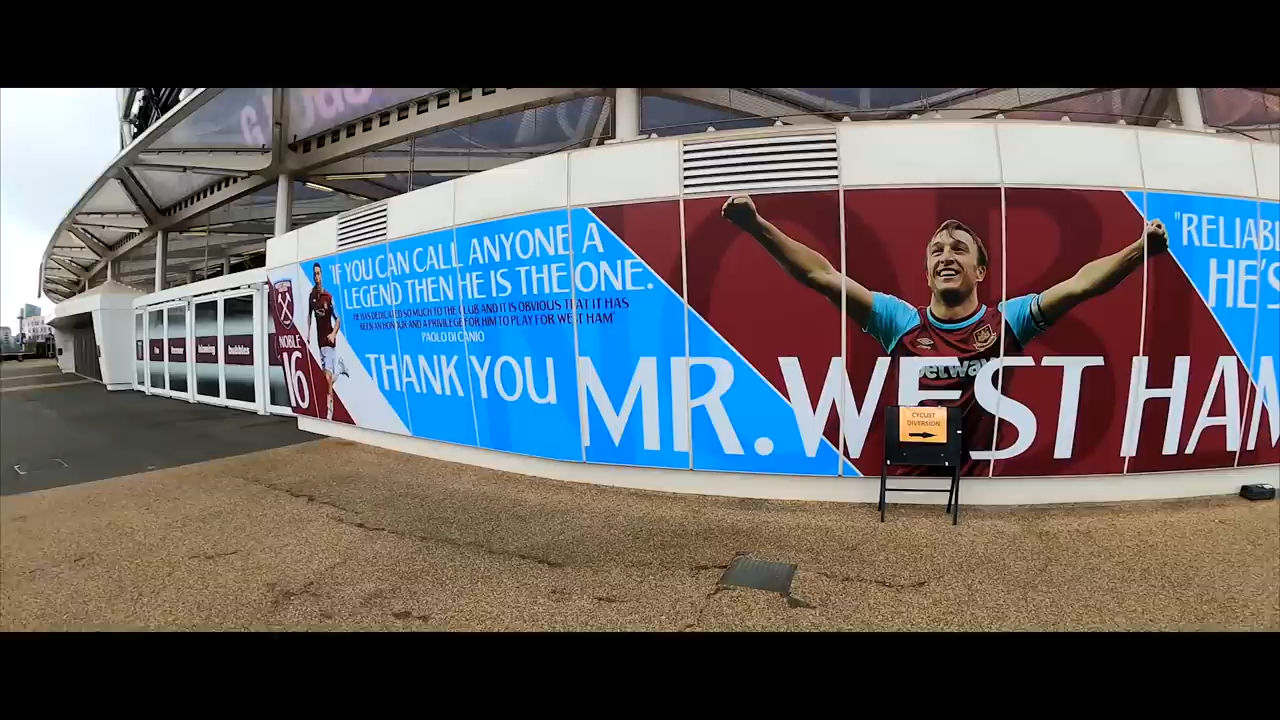 "IF YOU CAN CALL ANYONE A
LEGEND THEN HE IS THE ONE.
HE HAS DEDICATED SO MUCH TO THE CLUB AND IT IS OBVIOUS THAT IT HAS
BEEN AN HONOUR AND A PRIVILEGE FOR HIM TO PLAY FOR WEST HAM"
PAOLO DI CANIO
THANK YOU MR. WEST HAM
NOBLE
16
betway
CYCLIST
DIVERSION
"RELIABL
HE'S
blowing
bubbles